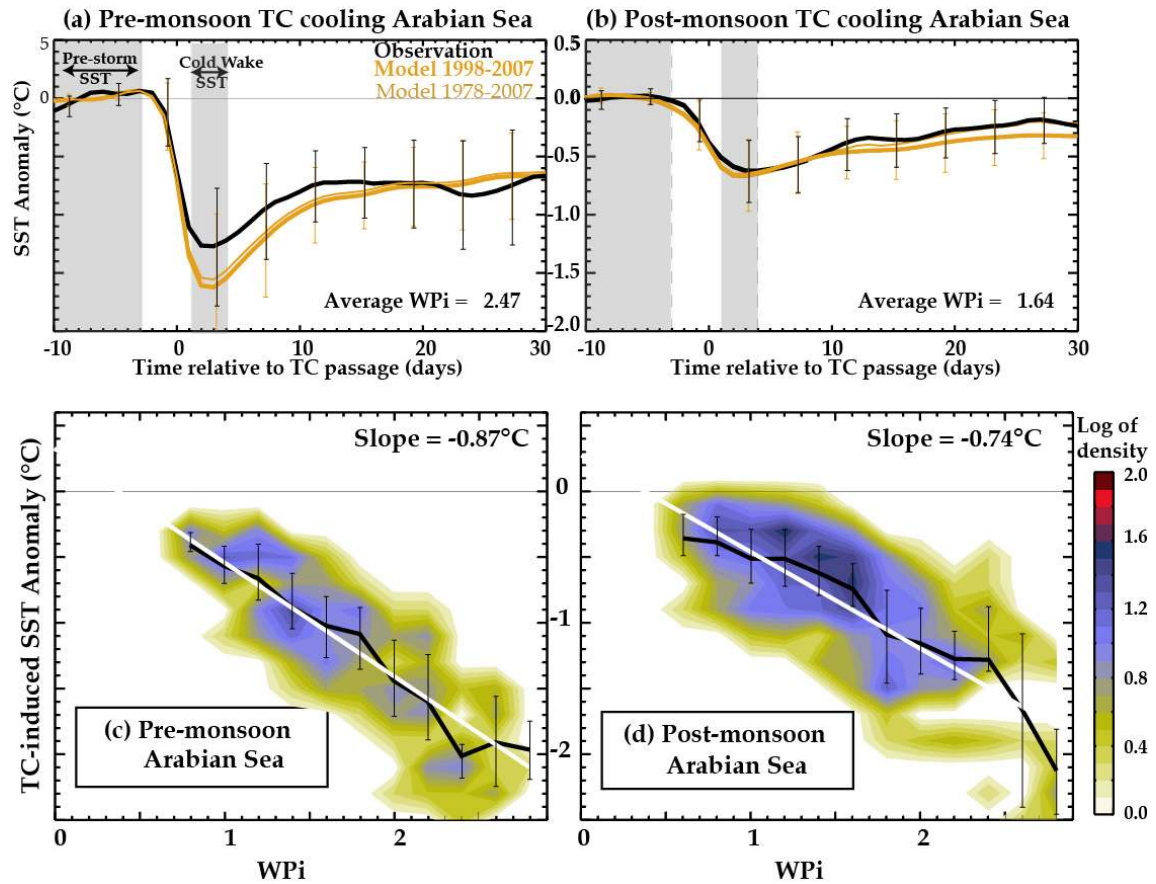 (a) Pre-monsoon TC cooling Arabian Sea
(b) Post-monsoon TC cooling Arabian Sea
5
0
Pre-storm
SST
Cold Wake
SST
Observation
Model 1998-2007
Model 1978-2007
Average WPi = 2.47
SST Anomaly (°C)
-10 0 10 20 30
Time relative to TC passage (days)
0.5
0.0
-0.5
-1.0
-1.5
-2.0
Average WPi = 1.64
-10 0 10 20 30
Time relative to TC passage (days)
Slope = -0.87°C
TC-induced SST Anomaly (°C)
(c) Pre-monsoon
Arabian Sea
0 1 2
WPi
0
-1
-2
Slope = -0.74°C
(d) Post-monsoon
Arabian Sea
0 1 2
WPi
Log of
density
2.0
1.6
1.2
0.8
0.4
0.0